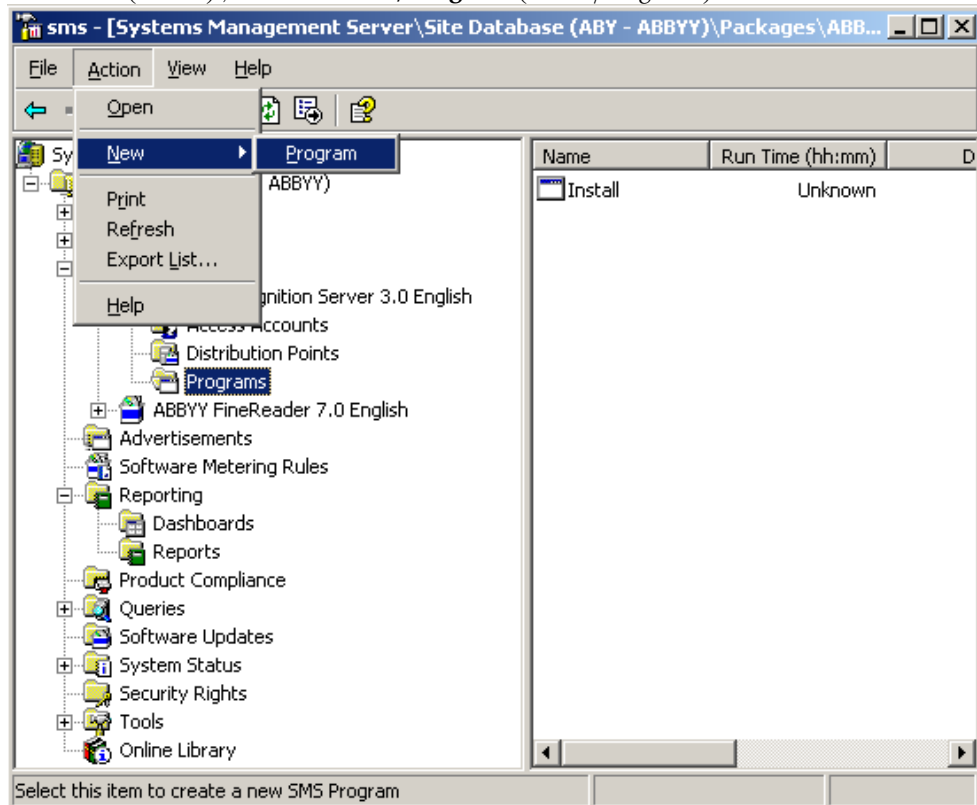 sms - [Systems Management Server\Site Database (ABY - ABBYY)\Packages\ABB...
File Action View Help
Open
New
Program
Print
Refresh
Export List...
Help
Sy
ABBYY)
gnition Server 3.0 English
Access Accounts
Distribution Points
Programs
ABBYY FineReader 7.0 English
Advertisements
Software Metering Rules
Reporting
Dashboards
Reports
Product Compliance
Queries
Software Updates
System Status
Security Rights
Tools
Online Library
Name Run Time (hh:mm) D
Install Unknown
Select this item to create a new SMS Program